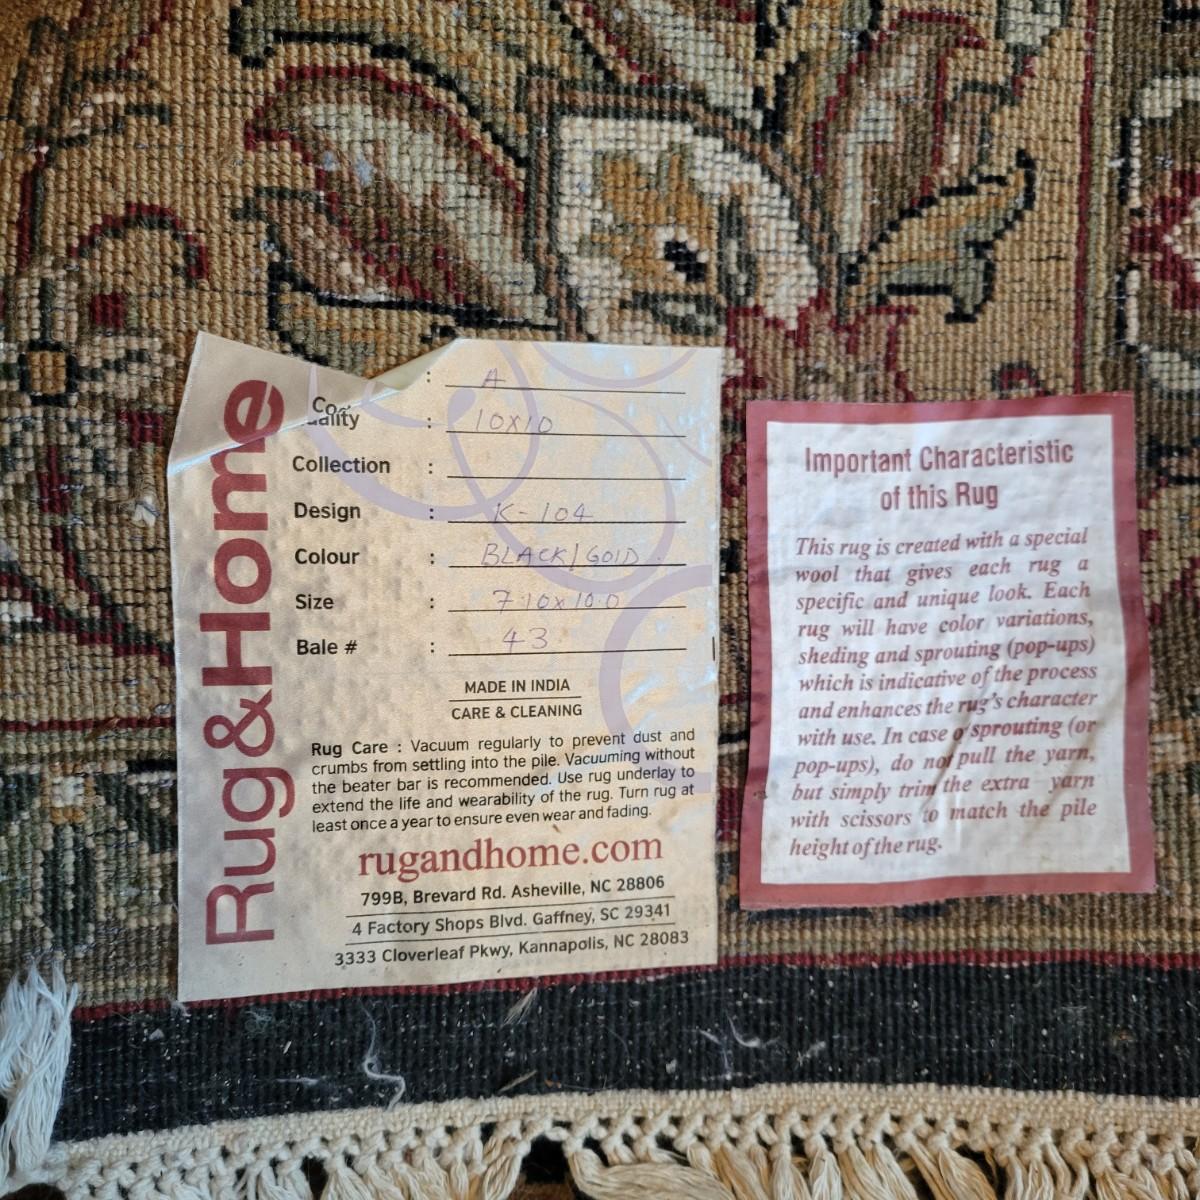 Rug&Home
: A
Co
uality : 10X10
Collection :
Design : K-104
Colour : BLACK/GOLD.
Size : 7.10x10.0
Bale # : 43
MADE IN INDIA
CARE & CLEANING
Rug Care : Vacuum regularly to prevent dust and
crumbs from settling into the pile. Vacuuming without
the beater bar is recommended. Use rug underlay to
extend the life and wearability of the rug. Turn rug at
least once a year to ensure even wear and fading.
rugandhome.com
799B, Brevard Rd. Asheville, NC 28806
4 Factory Shops Blvd. Gaffney, SC 29341
3333 Cloverleaf Pkwy, Kannapolis, NC 28083
Important Characteristic
of this Rug
This rug is created with a special
wool that gives each rug a
specific and unique look. Each
rug will have color variations,
sheding and sprouting (pop-ups)
which is indicative of the process
and enhances the rug's character
with use. In case o sprouting (or
pop-ups), do not pull the yarn,
but simply trim the extra yarn
with scissors to match the pile
height of the rug.